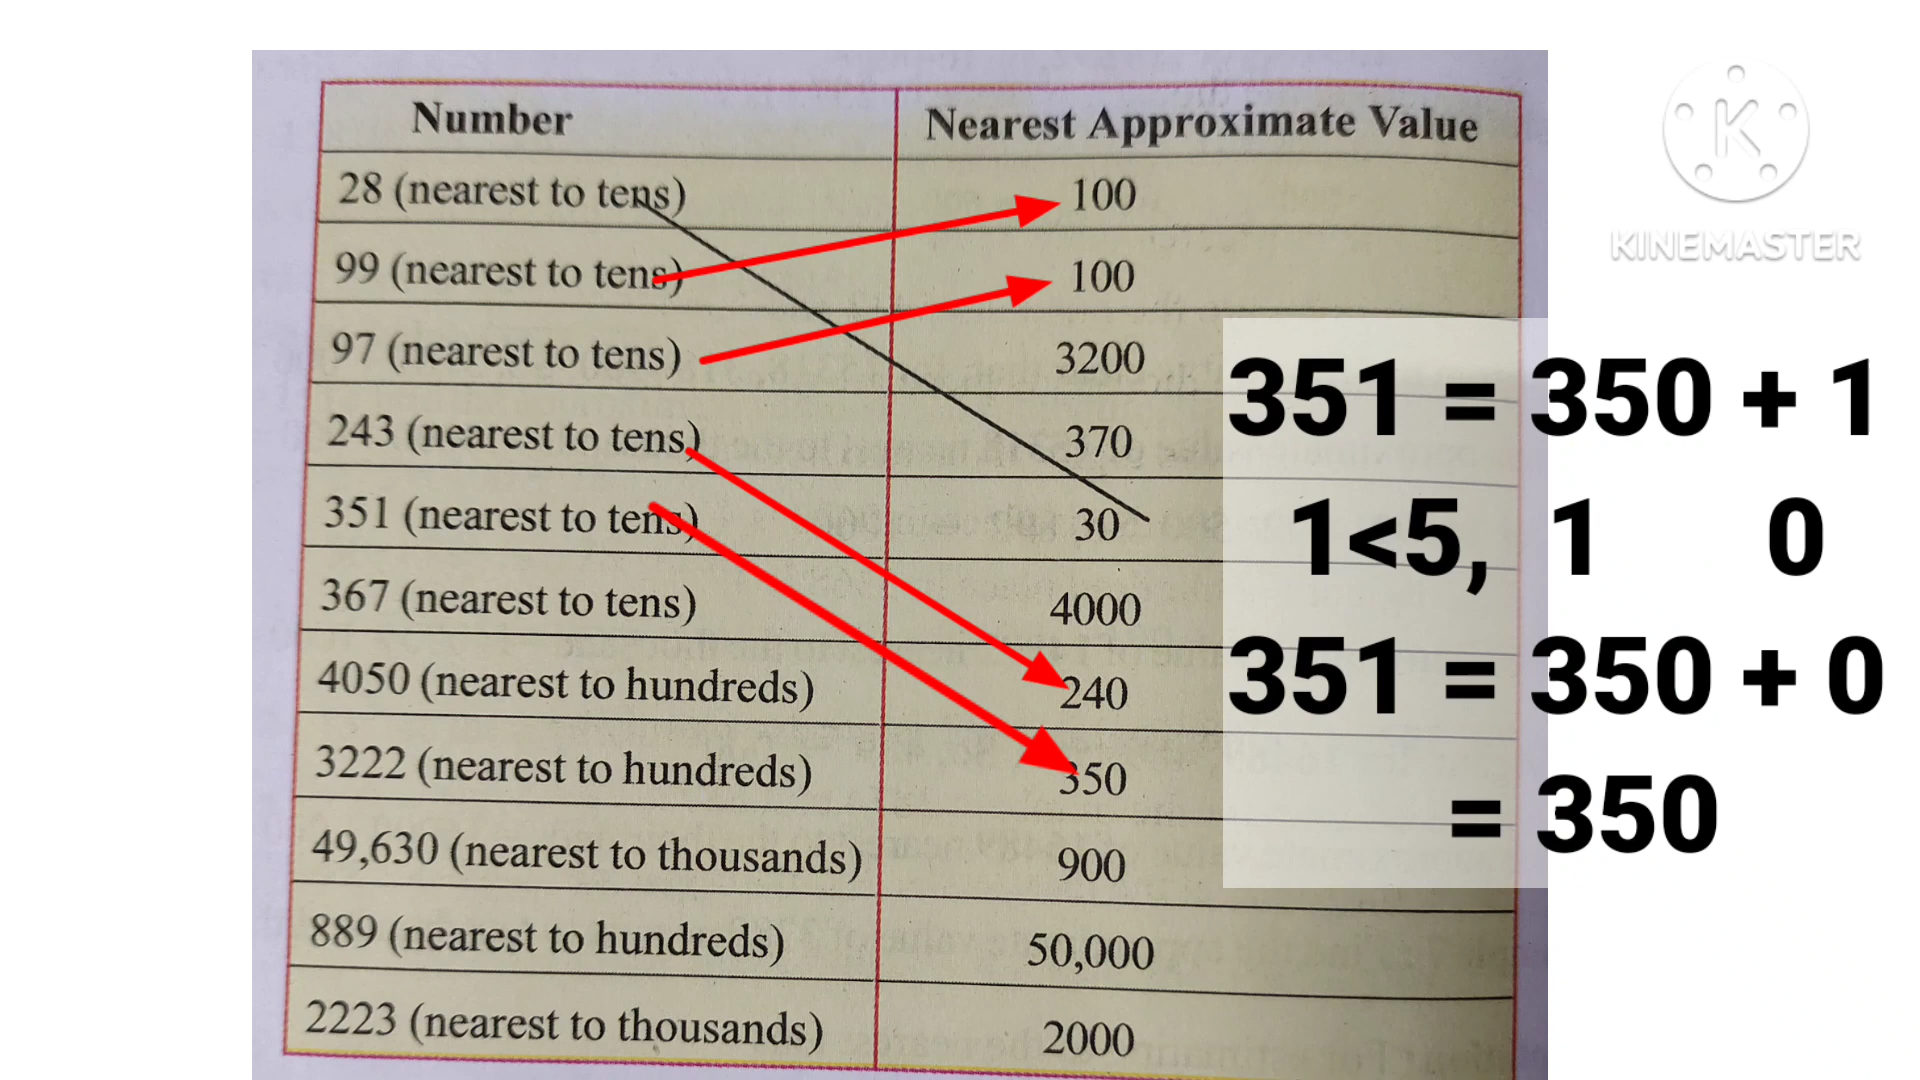 Number Nearest Approximate Value
28 (nearest to tens) 100
99 (nearest to tens) 100
97 (nearest to tens) 3200
243 (nearest to tens) 370
351 (nearest to tens) 30
367 (nearest to tens) 4000
4050 (nearest to hundreds) 240
3222 (nearest to hundreds) 350
49,630 (nearest to thousands) 900
889 (nearest to hundreds) 50,000
2223 (nearest to thousands) 2000
K
KINEMASTER
351 = 350 + 1
1<5, 1 0
351 = 350 + 0
= 350